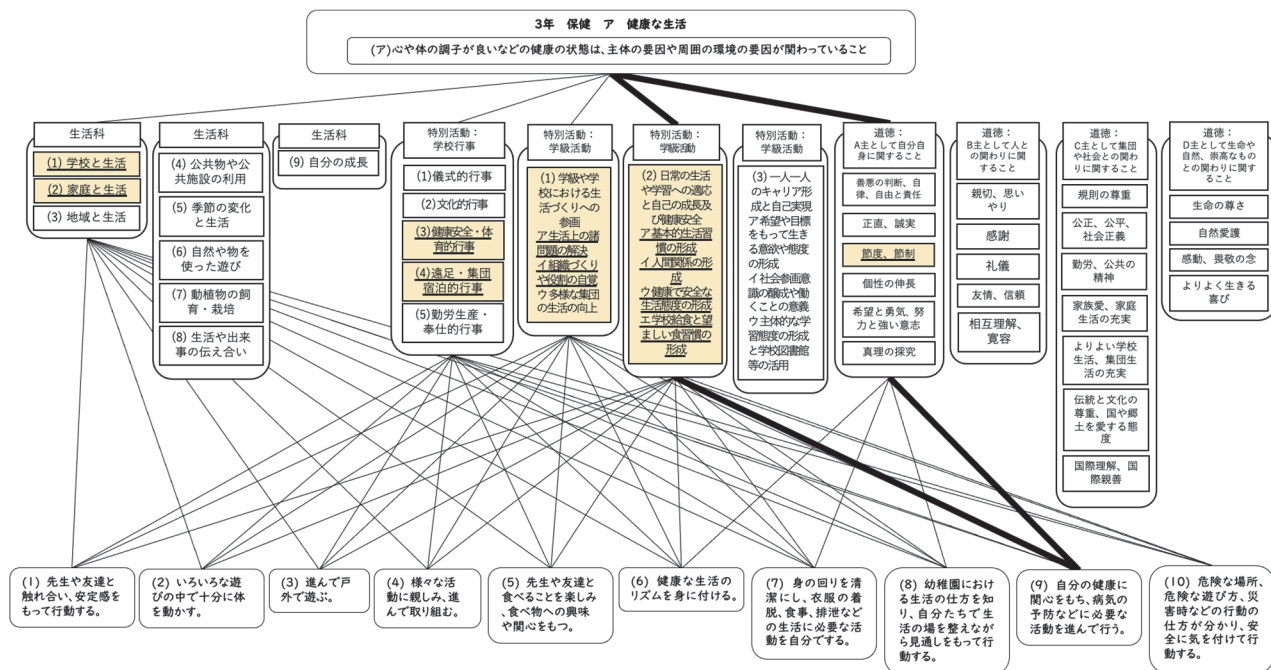 3年　保健　ア　健康な生活
(ア)心や体の調子が良いなどの健康の状態は、主体の要因や周囲の環境の要因が関わっていること
生活科
(1) 学校と生活
(2) 家庭と生活
(3) 地域と生活
生活科
(4) 公共物や公
共施設の利用
(5) 季節の変化
と生活
(6) 自然や物を
使った遊び
(7) 動植物の飼
育・栽培
(8) 生活や出来
事の伝え合い
生活科
(9) 自分の成長
特別活動：
学校行事
(1)儀式的行事
(2)文化的行事
(3)健康安全・体
育的行事
(4)遠足・集団
宿泊的行事
(5)勤労生産・
奉仕的行事
特別活動：
学級活動
(1) 学級や学
校における生
活づくりへの
参画
ア生活上の諸
問題の解決
イ組織づくり
や役割の自覚
ウ多様な集団
の生活の向上
特別活動：
学級活動
(2) 日常の生活
や学習への適応
と自己の成長及
び健康安全
ア基本的生活習
慣の形成
イ人間関係の形
成
ウ健康で安全な
生活態度の形成
エ学校給食と望
ましい食習慣の
形成
特別活動：
学級活動
(3) 一人一人
のキャリア形
成と自己実現
ア希望や目標
をもって生き
る意欲や態度
の形成
イ社会参画意
識の醸成や働
くことの意義
ウ主体的な学
習態度の形成
と学校図書館
等の活用
道徳：
A主として自分自
身に関すること
善悪の判断、自
律、自由と責任
正直、誠実
節度、節制
個性の伸長
希望と勇気、努
力と強い意志
真理の探究
道徳：
B主として人と
の関わりに関
すること
親切、思い
やり
感謝
礼儀
友情、信頼
相互理解、
寛容
道徳：
C主として集団
や社会との関わ
りに関すること
規則の尊重
公正、公平、
社会正義
勤労、公共の
精神
家族愛、家庭
生活の充実
よりよい学校
生活、集団生
活の充実
伝統と文化の
尊重、国や郷
土を愛する態
度
国際理解、国
際親善
道徳：
D主として生命や
自然、崇高なもの
との関わりに関す
ること
生命の尊さ
自然愛護
感動、畏敬の念
よりよく生きる
喜び
(1) 先生や友達と
触れ合い、安定感を
もって行動する。
(2) いろいろな遊
びの中で十分に体
を動かす。
(3) 進んで戸
外で遊ぶ。
(4) 様々な活
動に親しみ、進
んで取り組む。
(5) 先生や友達と
食べることを楽しみ、
食べ物への興味
や関心をもつ。
(6) 健康な生活の
リズムを身に付ける。
(7) 身の回りを清
潔にし、衣服の着
脱、食事、排泄など
の生活に必要な活
動を自分でする。
(8) 幼稚園におけ
る生活の仕方を知
り、自分たちで生
活の場を整えなが
ら見通しをもって行
動する。
(9) 自分の健康に
関心をもち、病気の
予防などに必要な
活動を進んで行う。
(10) 危険な場所、
危険な遊び方、災
害時などの行動の
仕方が分かり、安
全に気を付けて行
動する。